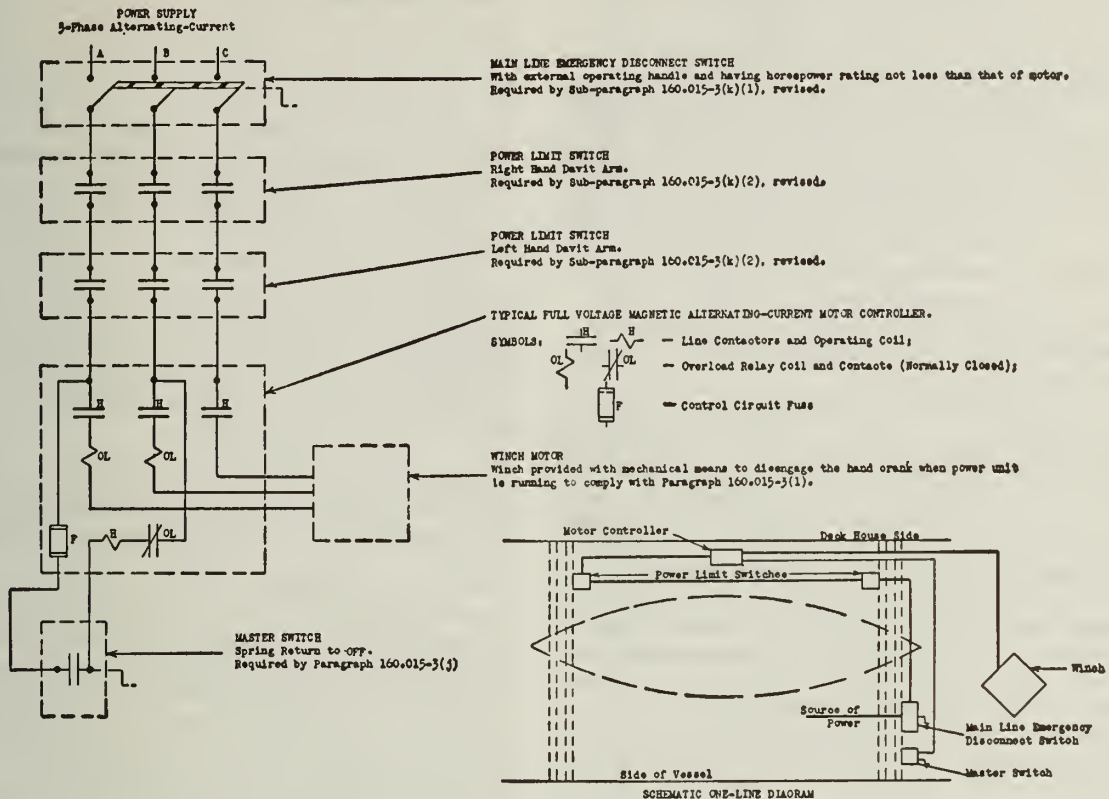 POWER SUPPLY
3-Phase Alternating-Current
A B C
MAIN LINE EMERGENCY DISCONNECT SWITCH
With external operating handle and having horsepower rating not less than that of motor.
Required by Sub-paragraph 160.015-3(k)(1), revised.
POWER LIMIT SWITCH
Right Hand Davit Arm.
Required by Sub-paragraph 160.015-3(k)(2), revised.
POWER LIMIT SWITCH
Left Hand Davit Arm.
Required by Sub-paragraph 160.015-3(k)(2), revised.
TYPICAL FULL VOLTAGE MAGNETIC ALTERNATING-CURRENT MOTOR CONTROLLER.
SYMBOLS: H H — Line Contactors and Operating Coil;
OL OL — Overload Relay Coil and Contacts (Normally Closed);
F — Control Circuit Fuse
H H H
OL OL
F H OL
WINCH MOTOR
Winch provided with mechanical means to disengage the hand crank when power unit
is running to comply with Paragraph 160.015-3(l).
MASTER SWITCH
Spring Return to OFF.
Required by Paragraph 160.015-3(j)
Motor Controller
Deck House Side
Power Limit Switches
Winch
Source of
Power
Main Line Emergency
Disconnect Switch
Master Switch
Side of Vessel
SCHEMATIC ONE-LINE DIAGRAM